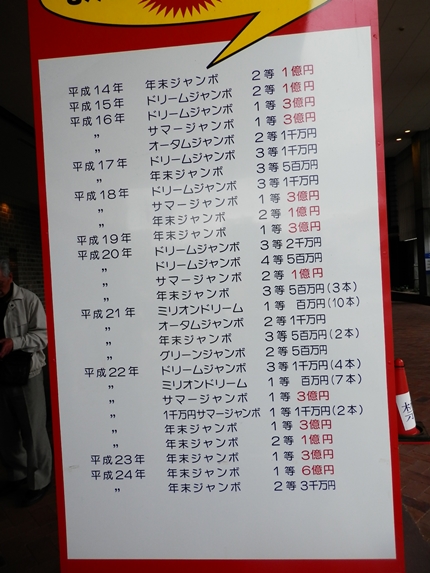 平成14年 年末ジャンボ 2等 1億円
平成15年 ドリームジャンボ 2等 1億円
平成16年 ドリームジャンボ 1等 3億円
〃 サマージャンボ 1等 3億円
〃 オータムジャンボ 2等 1千万円
平成17年 ドリームジャンボ 3等 1千万円
〃 年末ジャンボ 3等 5百万円
平成18年 ドリームジャンボ 3等 1千万円
〃 サマージャンボ 1等 3億円
〃 年末ジャンボ 2等 1億円
平成19年 年末ジャンボ 1等 3億円
平成20年 ドリームジャンボ 3等 2千万円
〃 ドリームジャンボ 4等 5百万円
〃 サマージャンボ 2等 1億円
〃 年末ジャンボ 3等 5百万円(3本)
平成21年 ミリオンドリーム 1等 百万円(10本)
〃 オータムジャンボ 2等 1千万円
〃 年末ジャンボ 3等 5百万円(2本)
〃 グリーンジャンボ 2等 5百万円
平成22年 ドリームジャンボ 3等 1千万円(4本)
〃 ミリオンドリーム 1等 百万円(7本)
〃 サマージャンボ 1等 3億円
〃 1千万円サマージャンボ 1等 1千万円(2本)
〃 年末ジャンボ 1等 3億円
〃 年末ジャンボ 2等 1億円
平成23年 年末ジャンボ 1等 3億円
平成24年 年末ジャンボ 1等 6億円
〃 年末ジャンボ 2等 3千万円